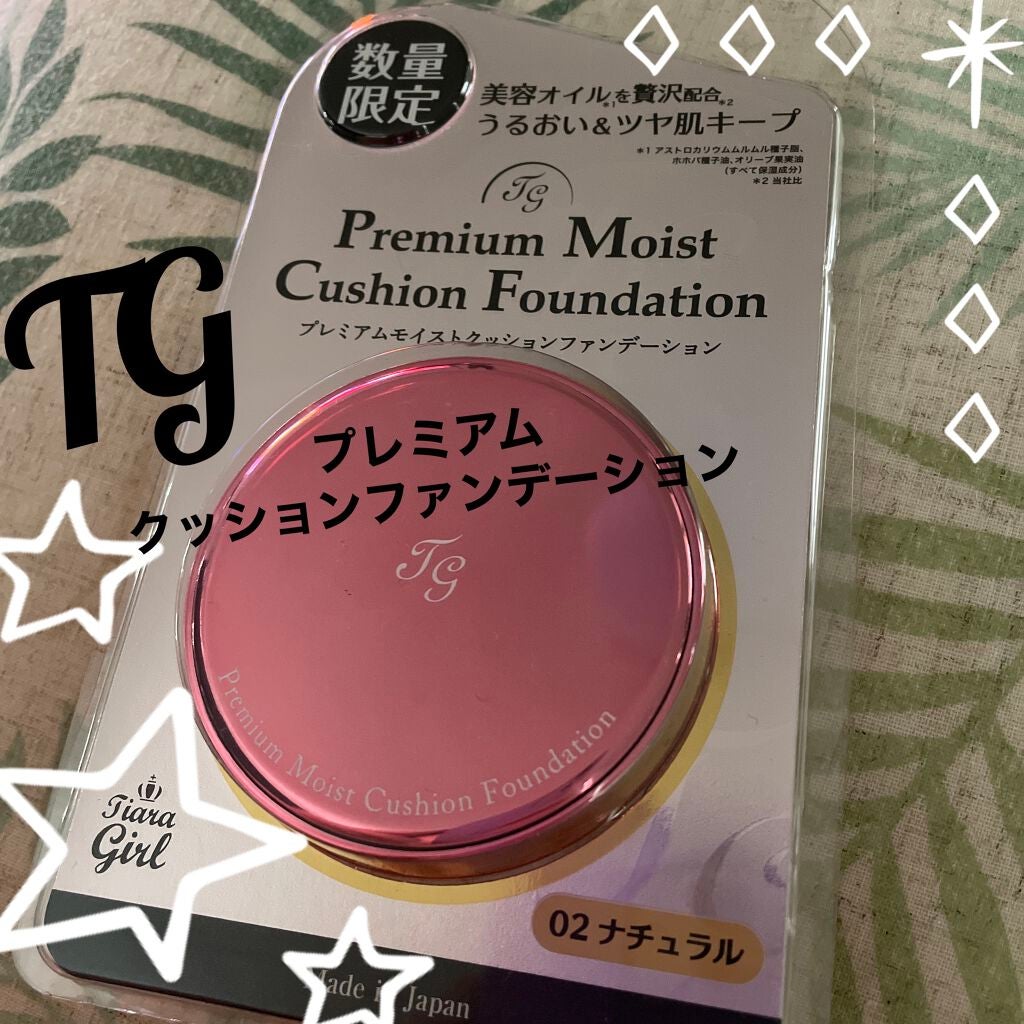 数量
限定
美容オイル*1を贅沢配合*2
うるおい&ツヤ肌キープ
*1 アストロカリウムムルムル種子脂、
ホホバ種子油、オリーブ果実油
(すべて保湿成分)
*2 当社比
TG
Premium Moist
Cushion Foundation
プレミアムモイストクッションファンデーション
TG
プレミアム
クッションファンデーション
TG
Premium Moist Cushion Foundation
Tiara
Girl
02 ナチュラル
Made in Japan